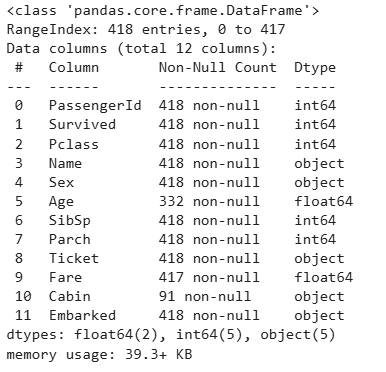 <class 'pandas.core.frame.DataFrame'>
RangeIndex: 418 entries, 0 to 417
Data columns (total 12 columns):
 #   Column       Non-Null Count  Dtype
---  ------       --------------  -----
 0   PassengerId  418 non-null    int64
 1   Survived     418 non-null    int64
 2   Pclass       418 non-null    int64
 3   Name         418 non-null    object
 4   Sex          418 non-null    object
 5   Age          332 non-null    float64
 6   SibSp        418 non-null    int64
 7   Parch        418 non-null    int64
 8   Ticket       418 non-null    object
 9   Fare         417 non-null    float64
 10  Cabin        91 non-null     object
 11  Embarked     418 non-null    object
dtypes: float64(2), int64(5), object(5)
memory usage: 39.3+ KB